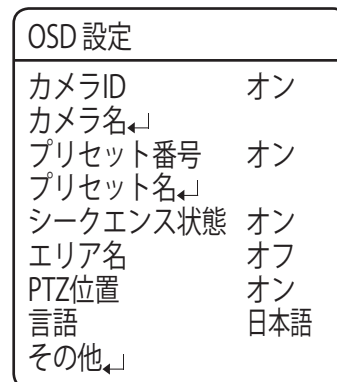 OSD 設定
カメラID オン
カメラ名↵
プリセット番号 オン
プリセット名↵
シークエンス状態 オン
エリア名 オフ
PTZ位置 オン
言語 日本語
その他↵